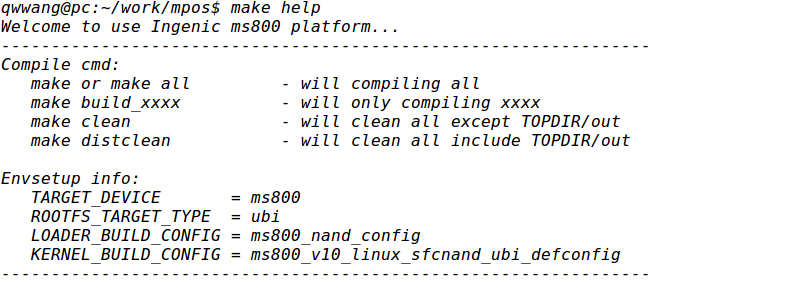 qwwang@pc:~/work/mpos$ make help
Welcome to use Ingenic ms800 platform...
-----------------------------------------------------------------
Compile cmd:
   make or make all         - will compiling all
   make build_xxxx          - will only compiling xxxx
   make clean               - will clean all except TOPDIR/out
   make distclean           - will clean all include TOPDIR/out

Envsetup info:
   TARGET_DEVICE       = ms800
   ROOTFS_TARGET_TYPE  = ubi
   LOADER_BUILD_CONFIG = ms800_nand_config
   KERNEL_BUILD_CONFIG = ms800_v10_linux_sfcnand_ubi_defconfig
-----------------------------------------------------------------